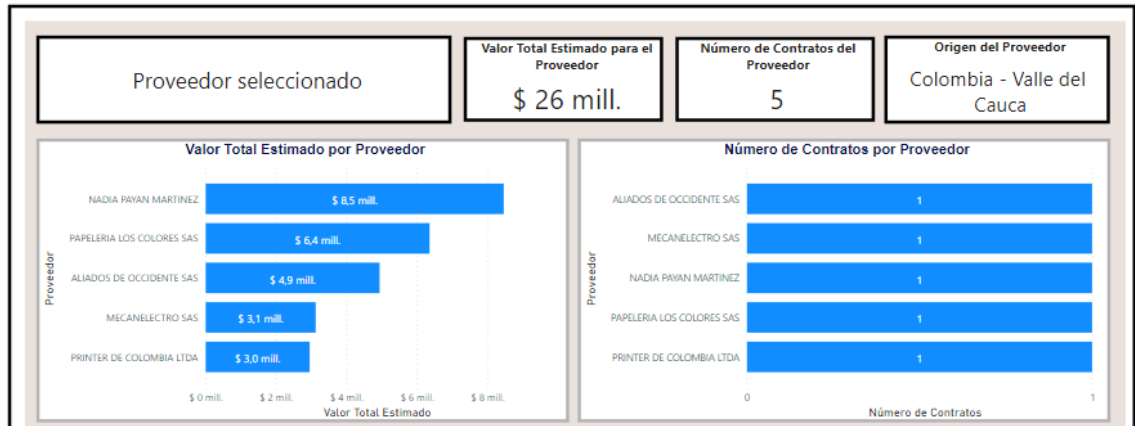 Proveedor seleccionado
Valor Total Estimado para el
Proveedor
$ 26 mill.
Número de Contratos del
Proveedor
5
Origen del Proveedor
Colombia - Valle del
Cauca
Valor Total Estimado por Proveedor
Proveedor
NADIA PAYAN MARTINEZ
$ 8,5 mill.
PAPELERIA LOS COLORES SAS
$ 6,4 mill.
ALIADOS DE OCCIDENTE SAS
$ 4,9 mill.
MECANELECTRO SAS
$ 3,1 mill.
PRINTER DE COLOMBIA LTDA
$ 3,0 mill.
$ 0 mill. $ 2 mill. $ 4 mill. $ 6 mill. $ 8 mill.
Valor Total Estimado
Número de Contratos por Proveedor
Proveedor
ALIADOS DE OCCIDENTE SAS
1
MECANELECTRO SAS
1
NADIA PAYAN MARTINEZ
1
PAPELERIA LOS COLORES SAS
1
PRINTER DE COLOMBIA LTDA
1
0 1
Número de Contratos